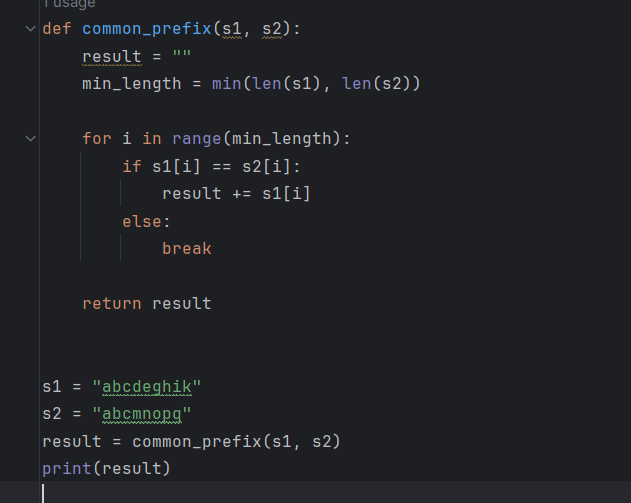 1 usage
def common_prefix(s1, s2):
    result = ""
    min_length = min(len(s1), len(s2))

    for i in range(min_length):
        if s1[i] == s2[i]:
            result += s1[i]
        else:
            break

    return result


s1 = "abcdeghik"
s2 = "abcmnopq"
result = common_prefix(s1, s2)
print(result)